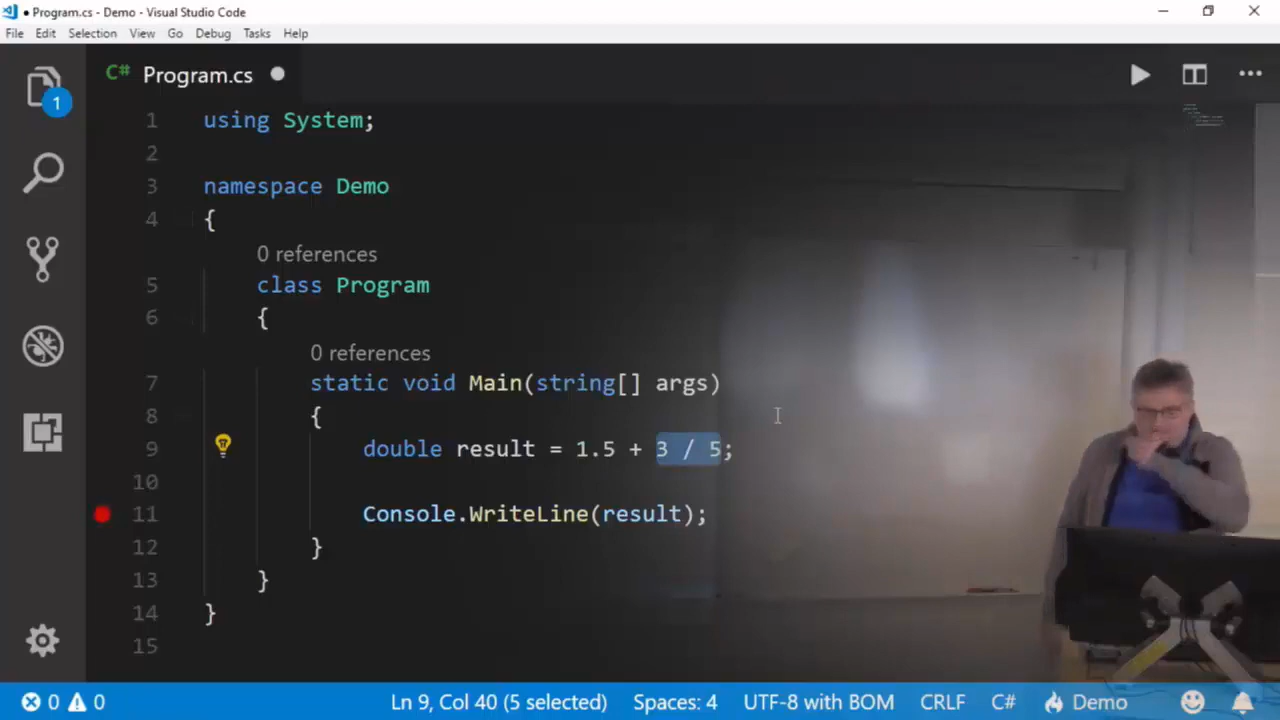 Program.cs - Demo - Visual Studio Code
File Edit Selection View Go Debug Tasks Help
1
C# Program.cs
1 using System;
2
3 namespace Demo
4 {
0 references
5 class Program
6 {
0 references
7 static void Main(string[] args)
8 {
9 double result = 1.5 + 3 / 5;
10
11 Console.WriteLine(result);
12 }
13 }
14 }
15
0 0 Ln 9, Col 40 (5 selected) Spaces: 4 UTF-8 with BOM CRLF C# Demo